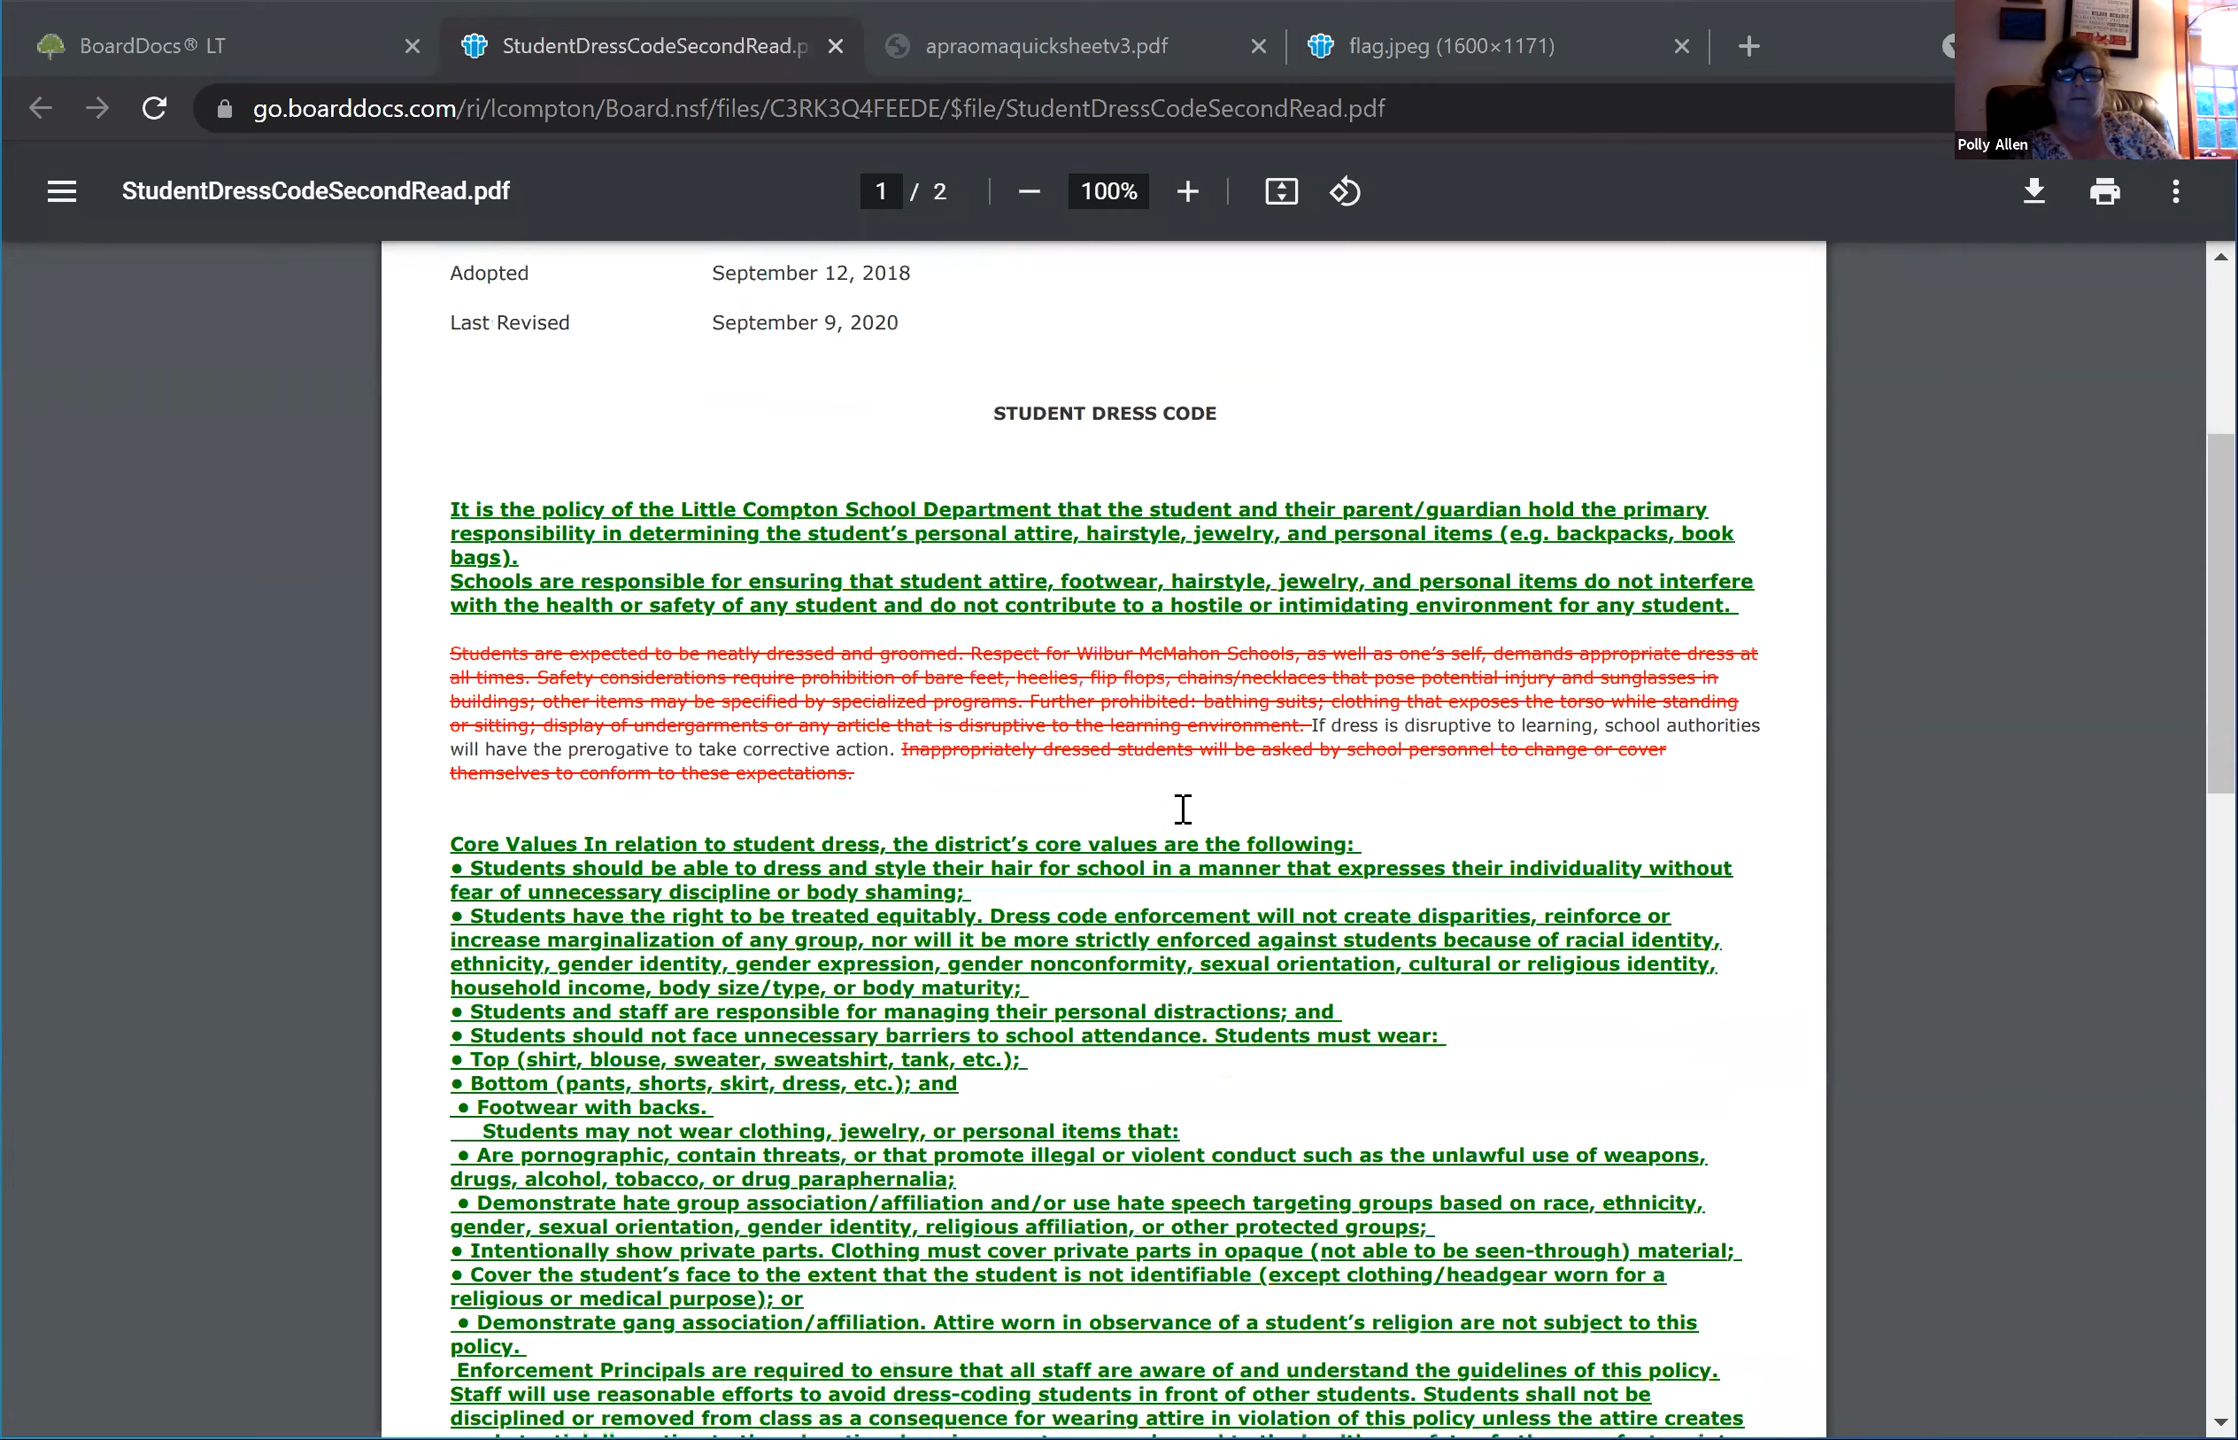 BoardDocs® LT
StudentDressCodeSecondRead.p
apraomaquicksheetv3.pdf
flag.jpeg (1600×1171)
go.boarddocs.com/ri/lcompton/Board.nsf/files/C3RK3Q4FEEDE/$file/StudentDressCodeSecondRead.pdf
Polly Allen
StudentDressCodeSecondRead.pdf
1 / 2
100%
Adopted September 12, 2018
Last Revised September 9, 2020
STUDENT DRESS CODE
It is the policy of the Little Compton School Department that the student and their parent/guardian hold the primary
responsibility in determining the student’s personal attire, hairstyle, jewelry, and personal items (e.g. backpacks, book
bags).
Schools are responsible for ensuring that student attire, footwear, hairstyle, jewelry, and personal items do not interfere
with the health or safety of any student and do not contribute to a hostile or intimidating environment for any student.
Students are expected to be neatly dressed and groomed. Respect for Wilbur McMahon Schools, as well as one’s self, demands appropriate dress at
all times. Safety considerations require prohibition of bare feet, heelies, flip flops, chains/necklaces that pose potential injury and sunglasses in
buildings; other items may be specified by specialized programs. Further prohibited: bathing suits; clothing that exposes the torso while standing
or sitting; display of undergarments or any article that is disruptive to the learning environment. If dress is disruptive to learning, school authorities
will have the prerogative to take corrective action. Inappropriately dressed students will be asked by school personnel to change or cover
themselves to conform to these expectations.
Core Values In relation to student dress, the district’s core values are the following:
● Students should be able to dress and style their hair for school in a manner that expresses their individuality without
fear of unnecessary discipline or body shaming;
● Students have the right to be treated equitably. Dress code enforcement will not create disparities, reinforce or
increase marginalization of any group, nor will it be more strictly enforced against students because of racial identity,
ethnicity, gender identity, gender expression, gender nonconformity, sexual orientation, cultural or religious identity,
household income, body size/type, or body maturity;
● Students and staff are responsible for managing their personal distractions; and
● Students should not face unnecessary barriers to school attendance. Students must wear:
● Top (shirt, blouse, sweater, sweatshirt, tank, etc.);
● Bottom (pants, shorts, skirt, dress, etc.); and
● Footwear with backs.
Students may not wear clothing, jewelry, or personal items that:
● Are pornographic, contain threats, or that promote illegal or violent conduct such as the unlawful use of weapons,
drugs, alcohol, tobacco, or drug paraphernalia;
● Demonstrate hate group association/affiliation and/or use hate speech targeting groups based on race, ethnicity,
gender, sexual orientation, gender identity, religious affiliation, or other protected groups;
● Intentionally show private parts. Clothing must cover private parts in opaque (not able to be seen-through) material;
● Cover the student’s face to the extent that the student is not identifiable (except clothing/headgear worn for a
religious or medical purpose); or
● Demonstrate gang association/affiliation. Attire worn in observance of a student’s religion are not subject to this
policy.
Enforcement Principals are required to ensure that all staff are aware of and understand the guidelines of this policy.
Staff will use reasonable efforts to avoid dress-coding students in front of other students. Students shall not be
disciplined or removed from class as a consequence for wearing attire in violation of this policy unless the attire creates